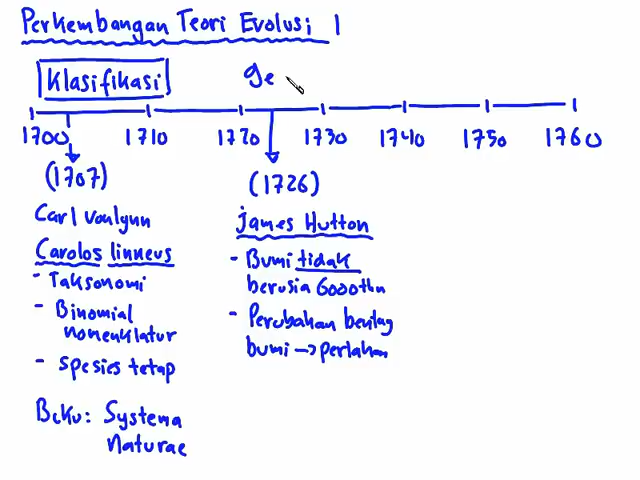 Perkembangan Teori Evolusi 1
Klasifikasi
ge
1700 1710 1720 1730 1740 1750 1760
(1707)
Carl vonlynn
Carolos linneus
- Taksonomi
- Binomial
nomenklatur
- spesies tetap
Buku: Systema
naturae
(1726)
james Hutton
- Bumi tidak
berusia 6000thn
- Perubahan bentuk
bumi → perlahan